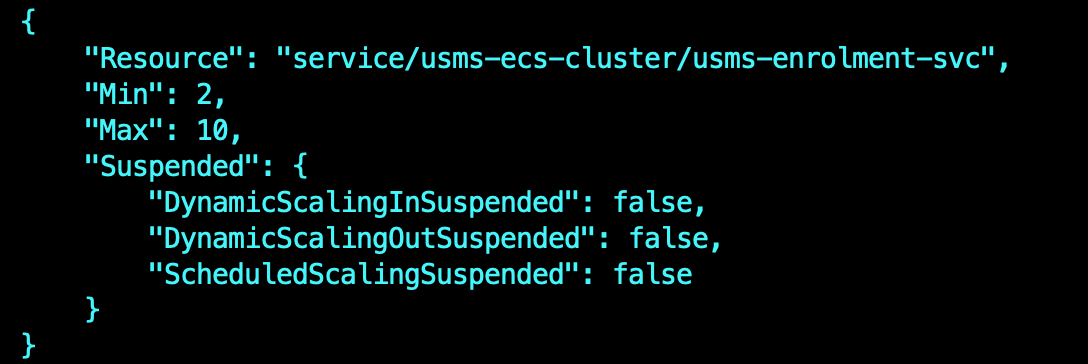 {
    "Resource": "service/usms-ecs-cluster/usms-enrolment-svc",
    "Min": 2,
    "Max": 10,
    "Suspended": {
        "DynamicScalingInSuspended": false,
        "DynamicScalingOutSuspended": false,
        "ScheduledScalingSuspended": false
    }
}